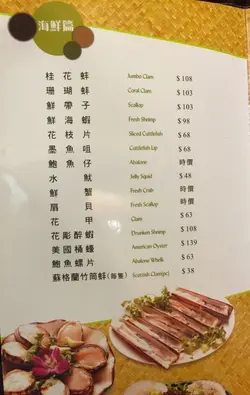 海鮮篇
桂花蚌 Jumbo Clam $108
珊瑚蚌 Coral Clam $103
鮮帶子 Scallop $103
鮮海蝦 Fresh Shrimp $98
花枝片 Sliced Cuttlefish $68
墨魚咀 Cuttlefish Lip $68
鮑魚仔 Abalone 時價
水魷 Jelly Squid $48
鮮蟹 Fresh Crab 時價
扇貝 Fresh Scallop 時價
花甲 Clam $63
花彫醉蝦 Drunken Shrimp $108
美國桶蠔 American Oyster $139
鮑魚螺片 Abalone Whelk $63
蘇格蘭竹筒蚌(每隻) Scottish Clam(pc) $38